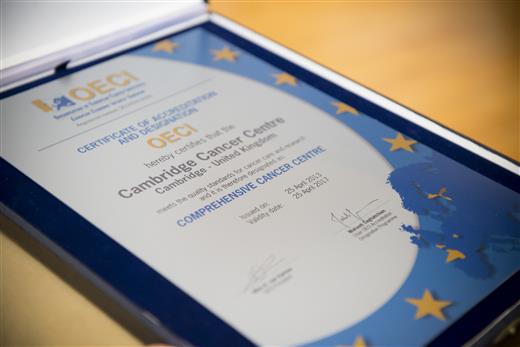 OECI
CERTIFICATE OF ACCREDITATION
AND DESIGNATION
OECI
hereby certifies that the
Cambridge Cancer Centre
Cambridge - United Kingdom
meets the quality standards for cancer care and research
and it is therefore designated as:
COMPREHENSIVE CANCER CENTRE
Issued on: 25 April 2013
Validity date: 25 April 2017